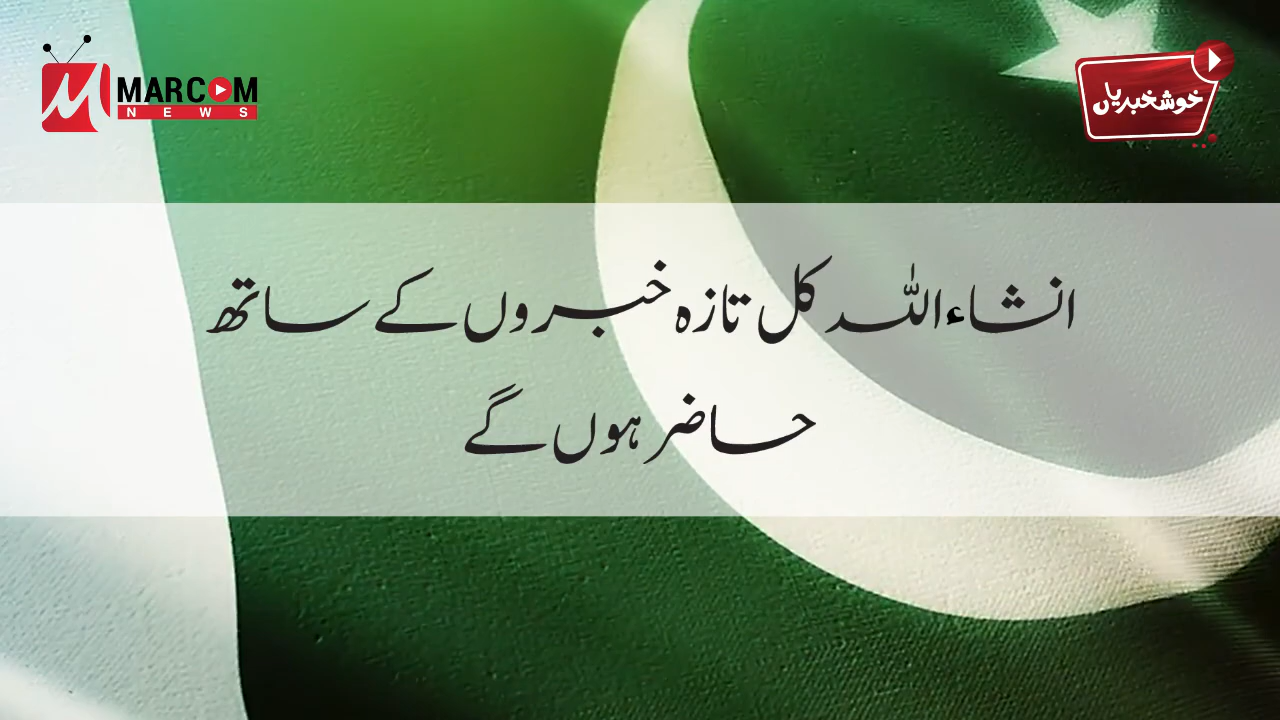 MARCOM
NEWS
خوشخبریاں
انشاءاللہ کل تازہ خبروں کے ساتھ
حاضر ہوں گے